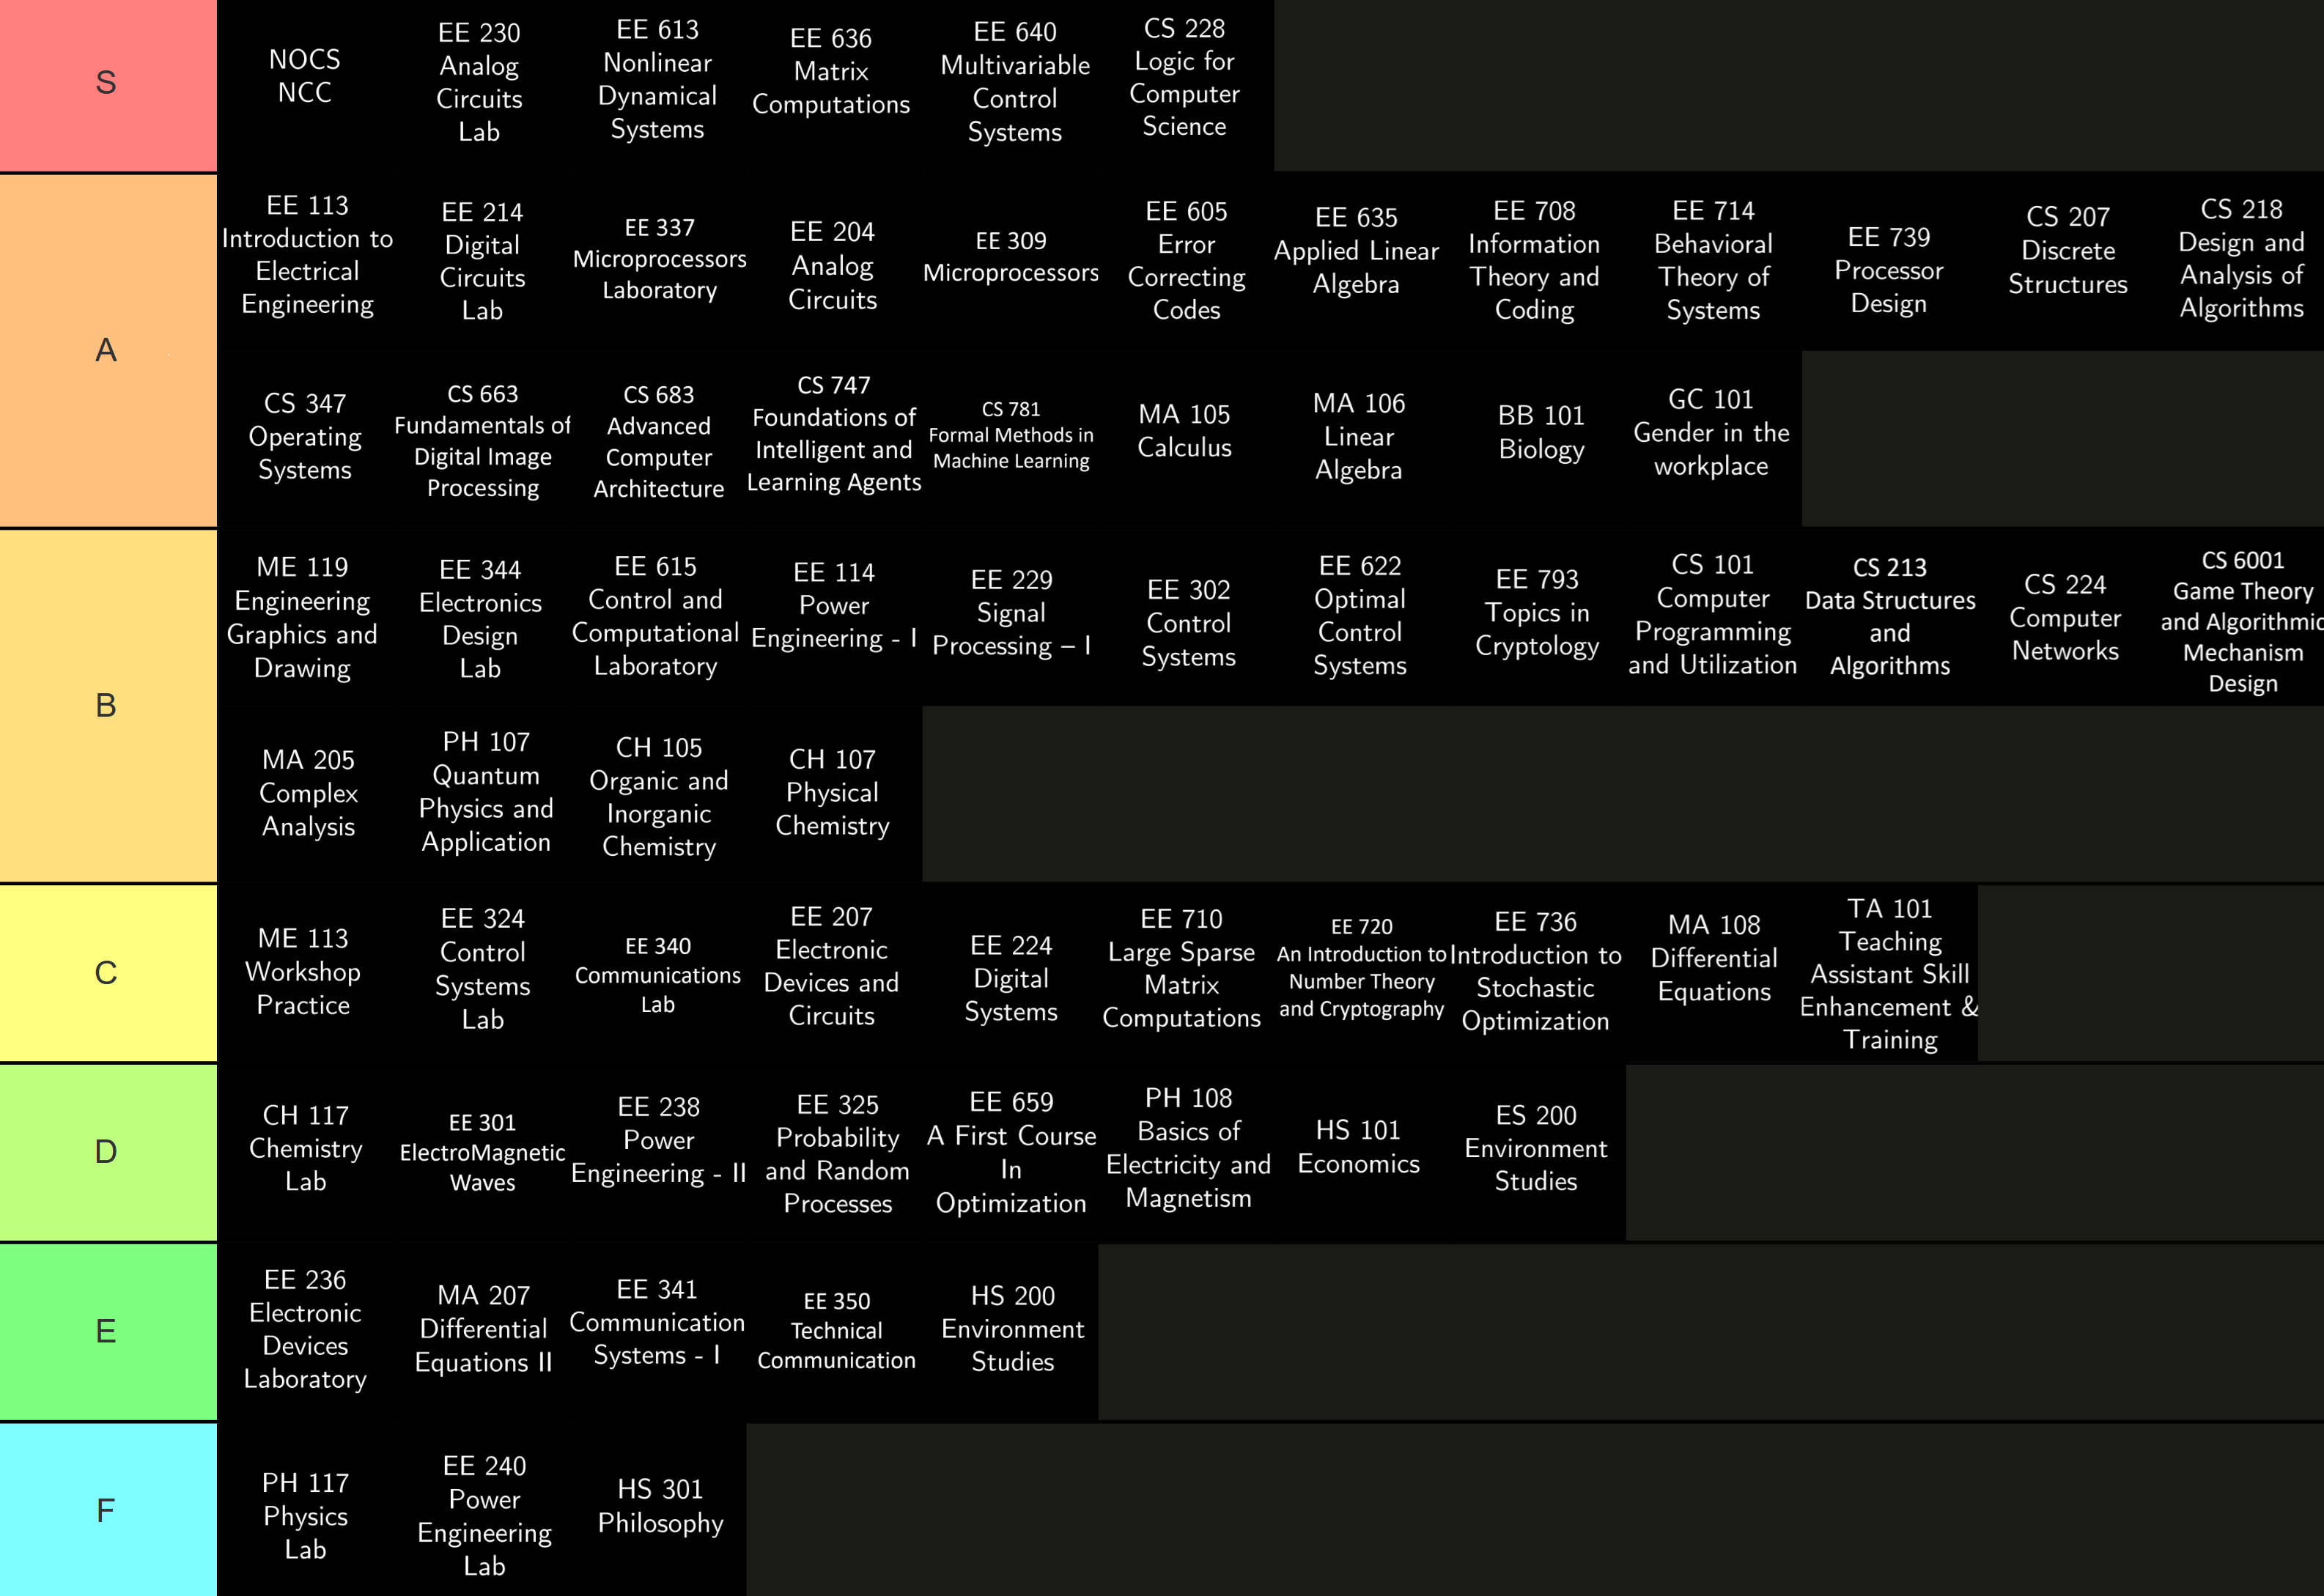 S
NOCS
NCC
EE 230
Analog
Circuits
Lab
EE 613
Nonlinear
Dynamical
Systems
EE 636
Matrix
Computations
EE 640
Multivariable
Control
Systems
CS 228
Logic for
Computer
Science
A
EE 113
Introduction to
Electrical
Engineering
EE 214
Digital
Circuits
Lab
EE 337
Microprocessors
Laboratory
EE 204
Analog
Circuits
EE 309
Microprocessors
EE 605
Error
Correcting
Codes
EE 635
Applied Linear
Algebra
EE 708
Information
Theory and
Coding
EE 714
Behavioral
Theory of
Systems
EE 739
Processor
Design
CS 207
Discrete
Structures
CS 218
Design and
Analysis of
Algorithms
CS 347
Operating
Systems
CS 663
Fundamentals of
Digital Image
Processing
CS 683
Advanced
Computer
Architecture
CS 747
Foundations of
Intelligent and
Learning Agents
CS 781
Formal Methods in
Machine Learning
MA 105
Calculus
MA 106
Linear
Algebra
BB 101
Biology
GC 101
Gender in the
workplace
B
ME 119
Engineering
Graphics and
Drawing
EE 344
Electronics
Design
Lab
EE 615
Control and
Computational
Laboratory
EE 114
Power
Engineering - I
EE 229
Signal
Processing – I
EE 302
Control
Systems
EE 622
Optimal
Control
Systems
EE 793
Topics in
Cryptology
CS 101
Computer
Programming
and Utilization
CS 213
Data Structures
and
Algorithms
CS 224
Computer
Networks
CS 6001
Game Theory
and Algorithmic
Mechanism
Design
MA 205
Complex
Analysis
PH 107
Quantum
Physics and
Application
CH 105
Organic and
Inorganic
Chemistry
CH 107
Physical
Chemistry
C
ME 113
Workshop
Practice
EE 324
Control
Systems
Lab
EE 340
Communications
Lab
EE 207
Electronic
Devices and
Circuits
EE 224
Digital
Systems
EE 710
Large Sparse
Matrix
Computations
EE 720
An Introduction to
Number Theory
and Cryptography
EE 736
Introduction to
Stochastic
Optimization
MA 108
Differential
Equations
TA 101
Teaching
Assistant Skill
Enhancement &
Training
D
CH 117
Chemistry
Lab
EE 301
ElectroMagnetic
Waves
EE 238
Power
Engineering - II
EE 325
Probability
and Random
Processes
EE 659
A First Course
In
Optimization
PH 108
Basics of
Electricity and
Magnetism
HS 101
Economics
ES 200
Environment
Studies
E
EE 236
Electronic
Devices
Laboratory
MA 207
Differential
Equations II
EE 341
Communication
Systems - I
EE 350
Technical
Communication
HS 200
Environment
Studies
F
PH 117
Physics
Lab
EE 240
Power
Engineering
Lab
HS 301
Philosophy